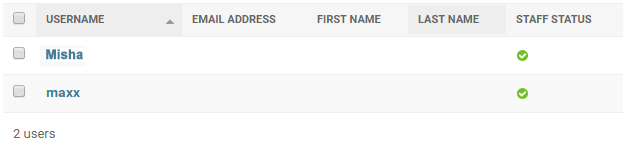 USERNAME EMAIL ADDRESS FIRST NAME LAST NAME STAFF STATUS
Misha
maxx
2 users